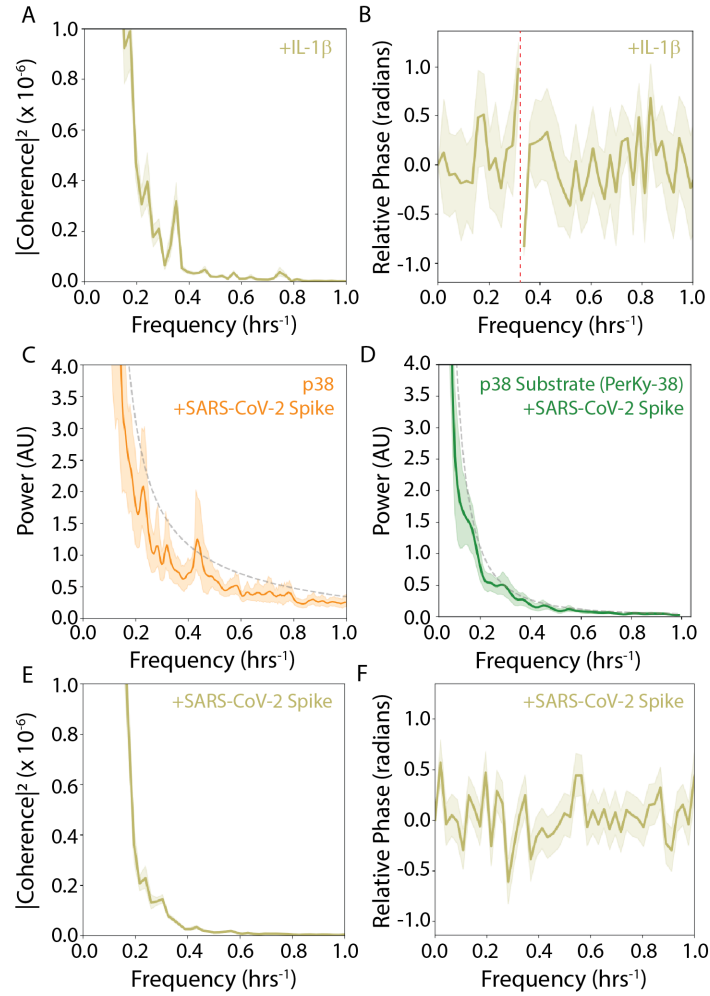 A
+IL-1β
|Coherence|² (x 10⁻⁶)
1.0
0.8
0.6
0.4
0.2
0.0
0.0 0.2 0.4 0.6 0.8 1.0
Frequency (hrs⁻¹)
B
+IL-1β
Relative Phase (radians)
1.0
0.5
0.0
-0.5
-1.0
0.0 0.2 0.4 0.6 0.8 1.0
Frequency (hrs⁻¹)
C
p38
+SARS-CoV-2 Spike
Power (AU)
4.0
3.5
3.0
2.5
2.0
1.5
1.0
0.5
0.0
0.0 0.2 0.4 0.6 0.8 1.0
Frequency (hrs⁻¹)
D
p38 Substrate (PerKy-38)
+SARS-CoV-2 Spike
Power (AU)
4.0
3.5
3.0
2.5
2.0
1.5
1.0
0.5
0.0
0.0 0.2 0.4 0.6 0.8 1.0
Frequency (hrs⁻¹)
E
+SARS-CoV-2 Spike
|Coherence|² (x 10⁻⁶)
1.0
0.8
0.6
0.4
0.2
0.0
0.0 0.2 0.4 0.6 0.8 1.0
Frequency (hrs⁻¹)
F
+SARS-CoV-2 Spike
Relative Phase (radians)
1.0
0.5
0.0
-0.5
-1.0
0.0 0.2 0.4 0.6 0.8 1.0
Frequency (hrs⁻¹)